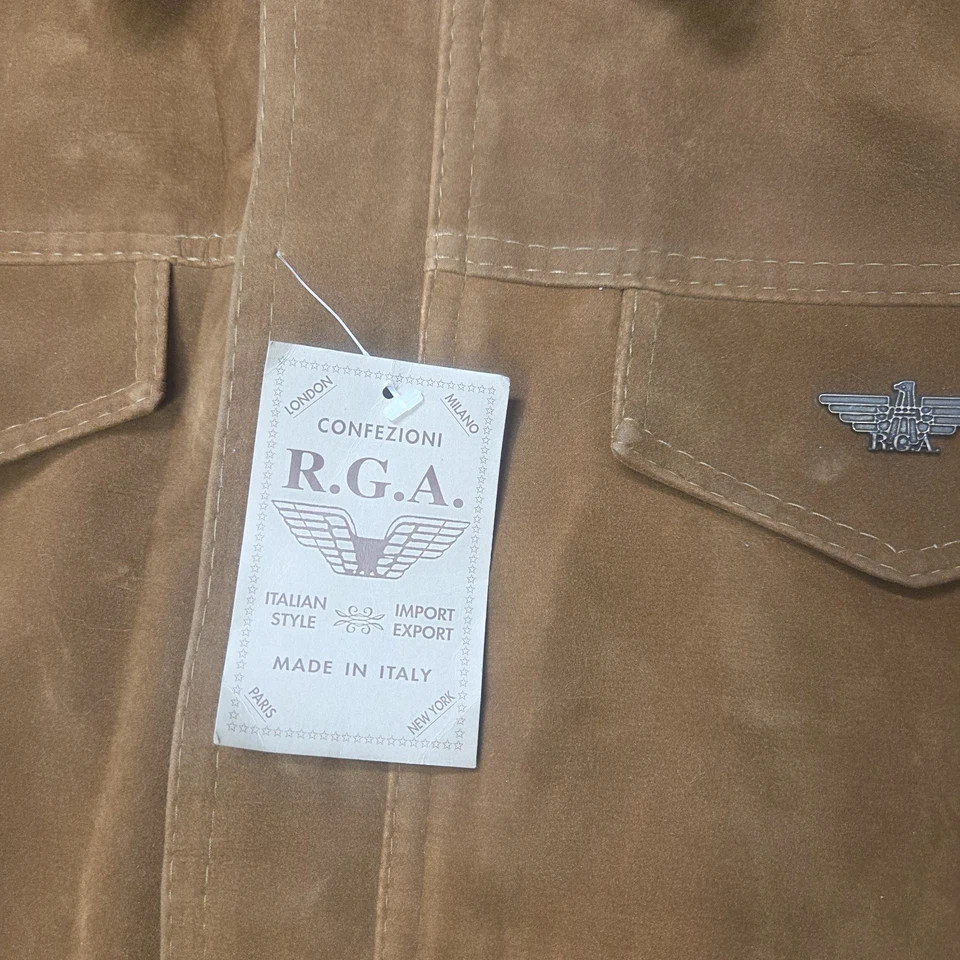 LONDON
MILANO
CONFEZIONI
R.G.A.
ITALIAN
STYLE
IMPORT
EXPORT
MADE IN ITALY
PARIS
NEW YORK
R.G.A.